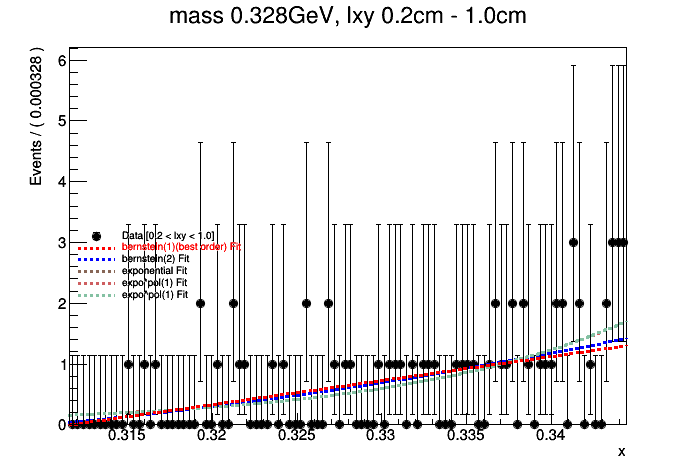 mass 0.328GeV, lxy 0.2cm - 1.0cm
Events / ( 0.000328 )
6
5
4
3
2
1
0
Data [0.2 < lxy < 1.0]
bernstein(1)(best order) Fit
bernstein(2) Fit
exponential Fit
expo*pol(1) Fit
expo*pol(1) Fit
0.315 0.32 0.325 0.33 0.335 0.34
x